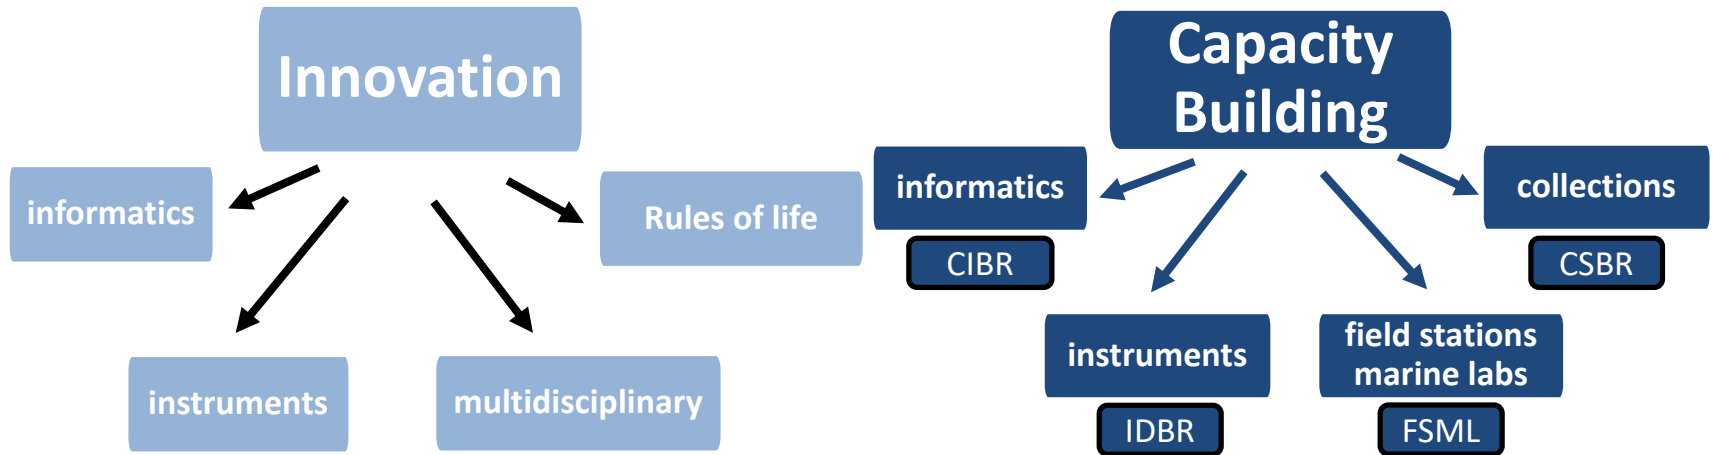 Innovation
informatics
instruments
multidisciplinary
Rules of life
Capacity
Building
informatics
CIBR
instruments
IDBR
field stations
marine labs
FSML
collections
CSBR